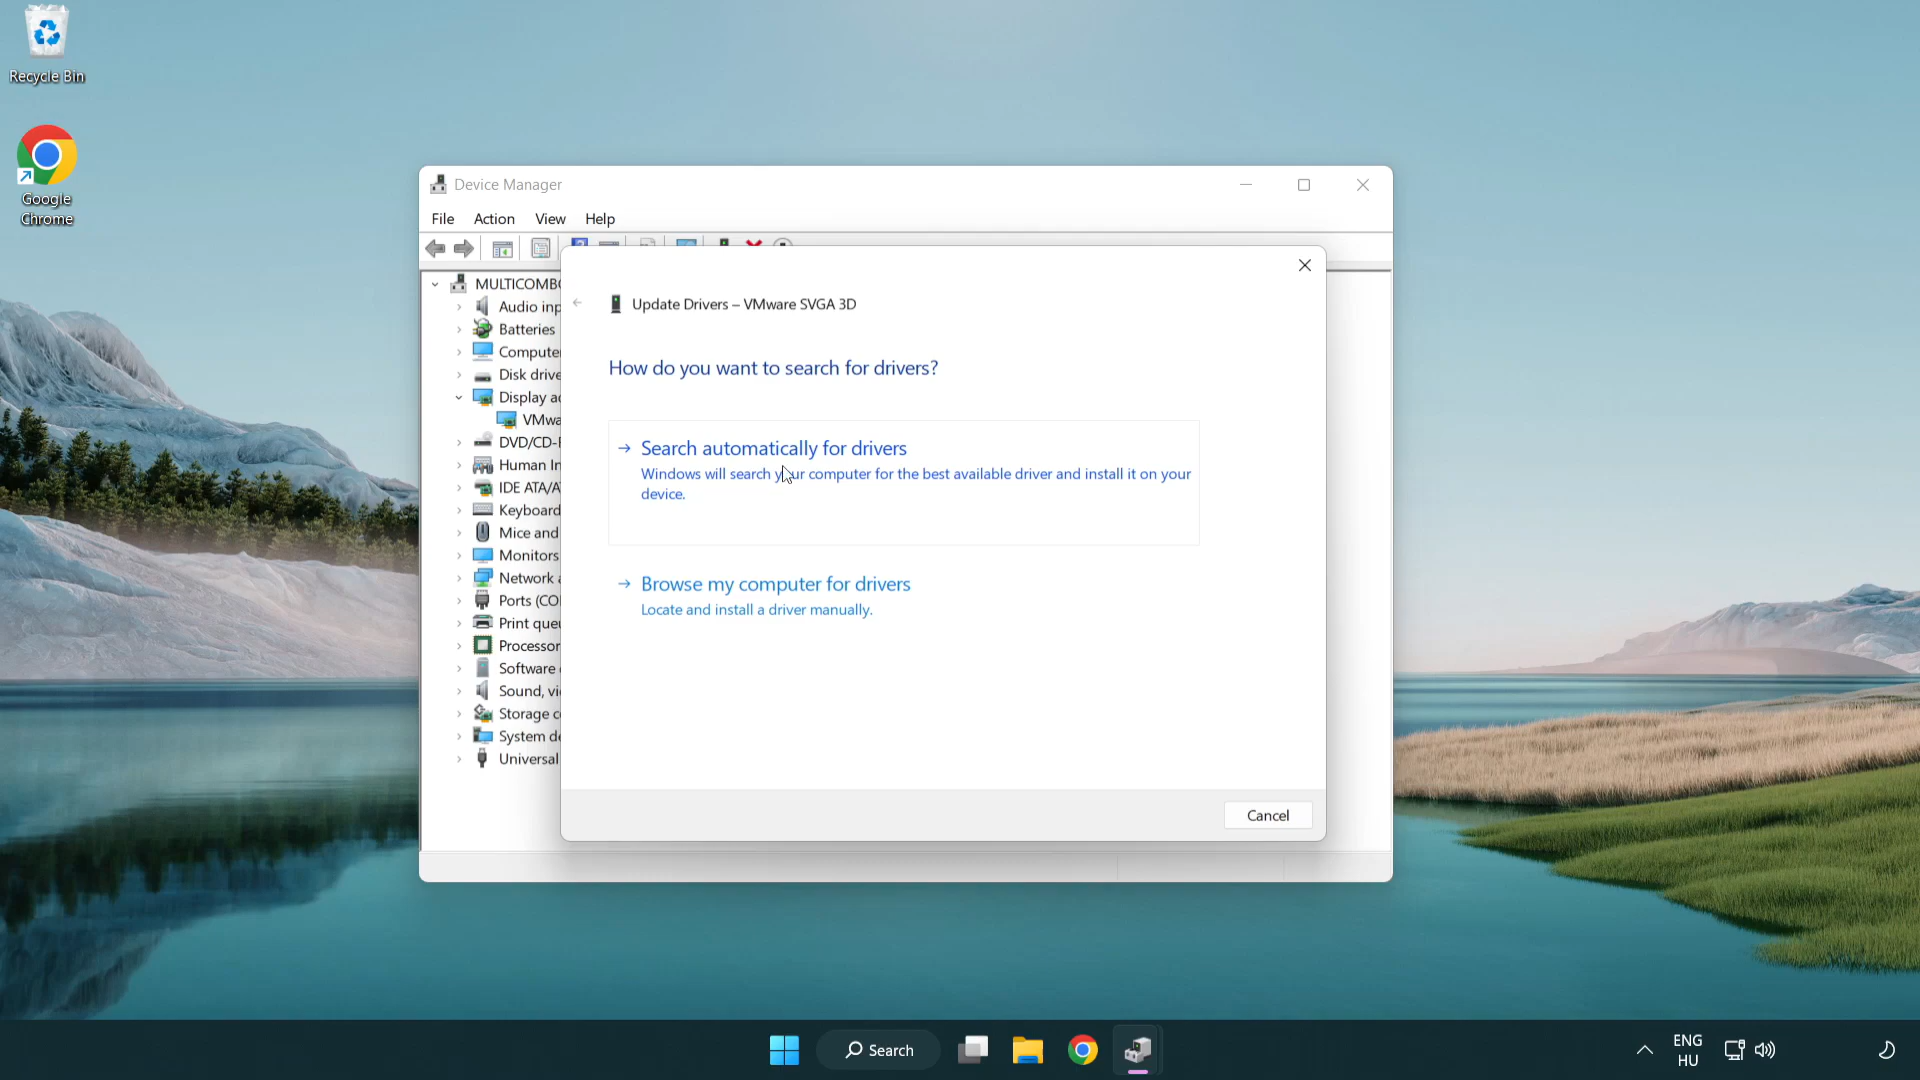 Recycle Bin
Google
Chrome
Device Manager
File Action View Help
MULTICOMB
Audio inp
Batteries
Compute
Disk drive
Display a
VMwa
DVD/CD-
Human In
IDE ATA/A
Keyboard
Mice and
Monitors
Network
Ports (CO
Print que
Processor
Software
Sound, vi
Storage c
System de
Universal
Update Drivers – VMware SVGA 3D
How do you want to search for drivers?
Search automatically for drivers
Windows will search your computer for the best available driver and install it on your
device.
Browse my computer for drivers
Locate and install a driver manually.
Cancel
Search
ENG
HU